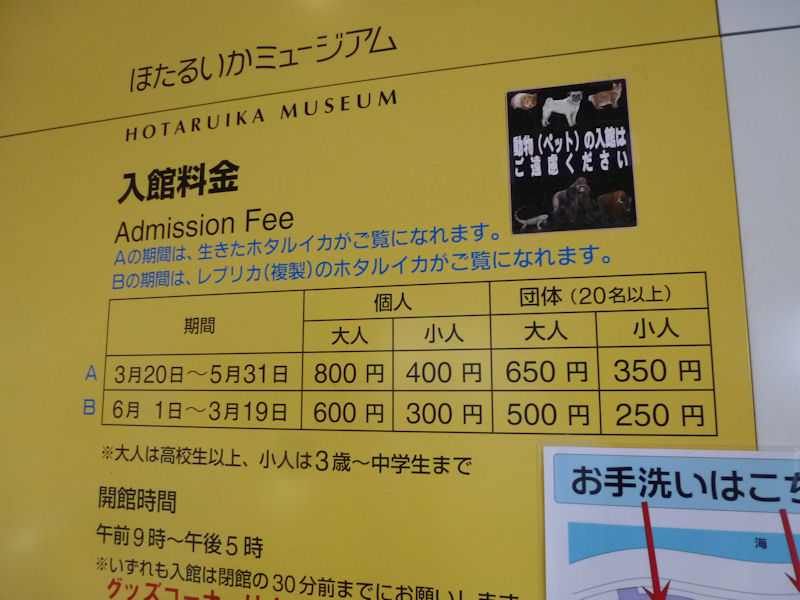 ほたるいかミュージアム
HOTARUIKA MUSEUM
動物（ペット）の入館は
ご遠慮ください
入館料金
Admission Fee
Aの期間は、生きたホタルイカがご覧になれます。
Bの期間は、レプリカ（複製）のホタルイカがご覧になれます。
期間 個人 団体（20名以上）
大人 小人 大人 小人
A 3月20日～5月31日 800円 400円 650円 350円
B 6月 1日～3月19日 600円 300円 500円 250円
※大人は高校生以上、小人は3歳～中学生まで
開館時間
午前9時～午後5時
※いずれも入館は閉館の30分前までにお願いします
グッズコーナー
お手洗いはこち
海